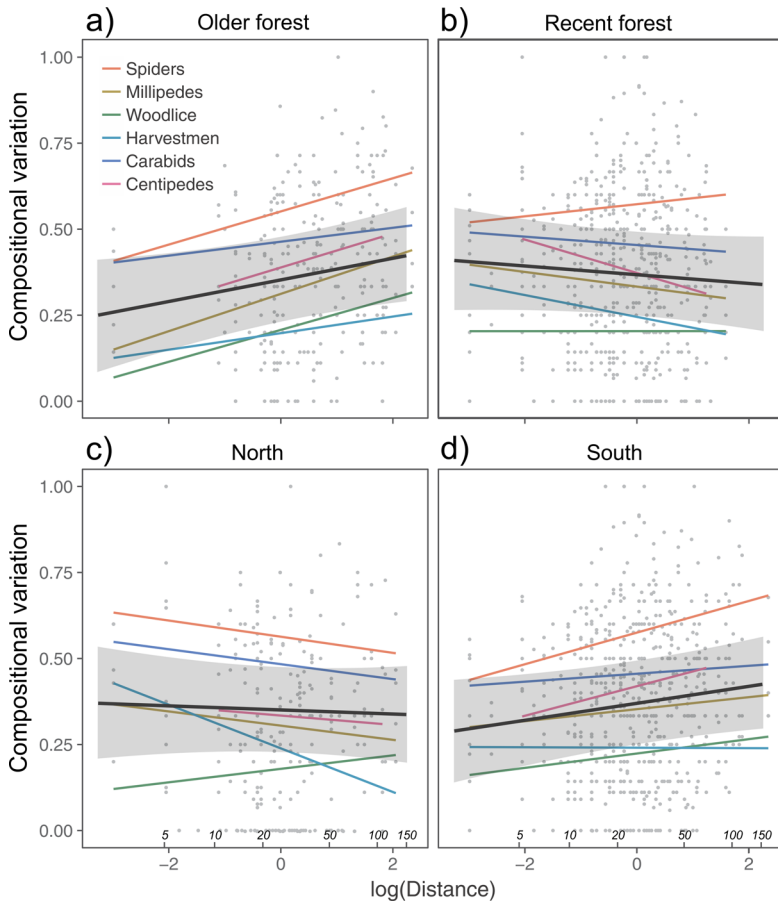 a) Older forest
b) Recent forest
Compositional variation
1.00
0.75
0.50
0.25
0.00
Spiders
Millipedes
Woodlice
Harvestmen
Carabids
Centipedes
c) North
d) South
Compositional variation
1.00
0.75
0.50
0.25
0.00
5 10 20 50 100 150
5 10 20 50 100 150
−2 0 2
−2 0 2
log(Distance)